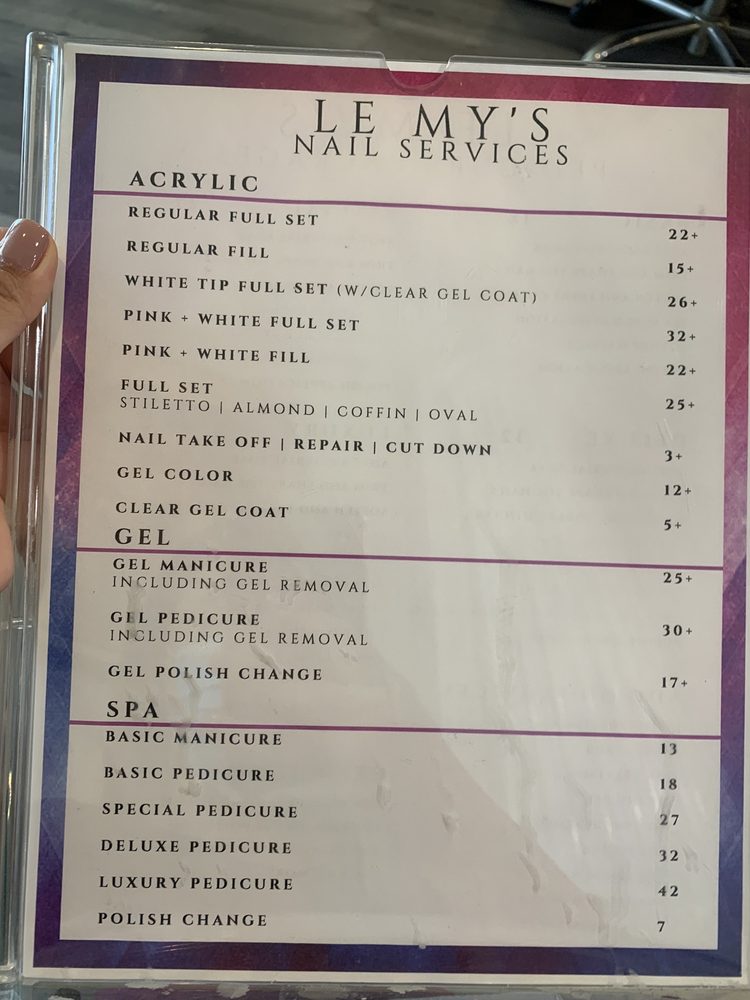 LE MY'S
NAIL SERVICES
ACRYLIC
REGULAR FULL SET 22+
REGULAR FILL 15+
WHITE TIP FULL SET (W/CLEAR GEL COAT) 26+
PINK + WHITE FULL SET 32+
PINK + WHITE FILL 22+
FULL SET 25+
STILETTO | ALMOND | COFFIN | OVAL
NAIL TAKE OFF | REPAIR | CUT DOWN 3+
GEL COLOR 12+
CLEAR GEL COAT 5+
GEL
GEL MANICURE 25+
INCLUDING GEL REMOVAL
GEL PEDICURE 30+
INCLUDING GEL REMOVAL
GEL POLISH CHANGE 17+
SPA
BASIC MANICURE 13
BASIC PEDICURE 18
SPECIAL PEDICURE 27
DELUXE PEDICURE 32
LUXURY PEDICURE 42
POLISH CHANGE 7